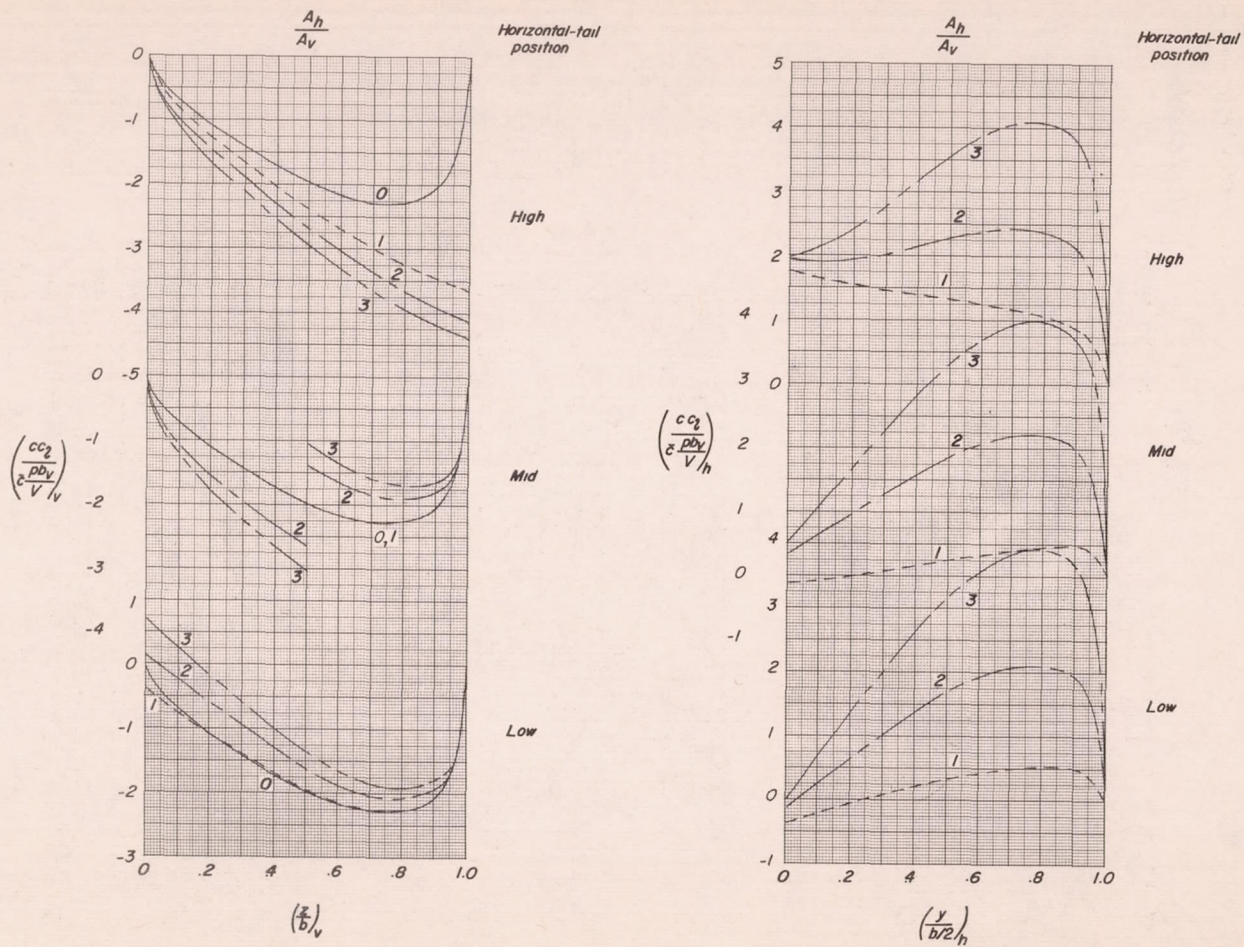 A_h/A_v
Horizontal-tail
position
0
-1
-2
-3
-4
0 -5
-1
-2
-3
1
-4
0
-1
-2
-3
0
1
2
3
High
3
2
0,1
2
3
Mid
3
2
1
0
Low
(cc_l / c̄ pb_v/V)_v
0 .2 .4 .6 .8 1.0
(z/b)_v
A_h/A_v
Horizontal-tail
position
5
4
3
2
4 1
3 0
2
1
4
0
3
-1
2
1
0
-1
3
2
1
High
3
2
1
Mid
3
2
1
Low
(cc_l / c̄ pb_v/V)_h
0 .2 .4 .6 .8 1.0
(y / b/2)_h